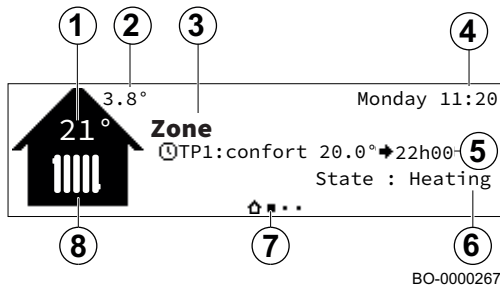 1 2 3 4
3.8° Monday 11:20
21° Zone
TP1:confort 20.0°➡22h00 5
State : Heating
8 7 6
BO-0000267